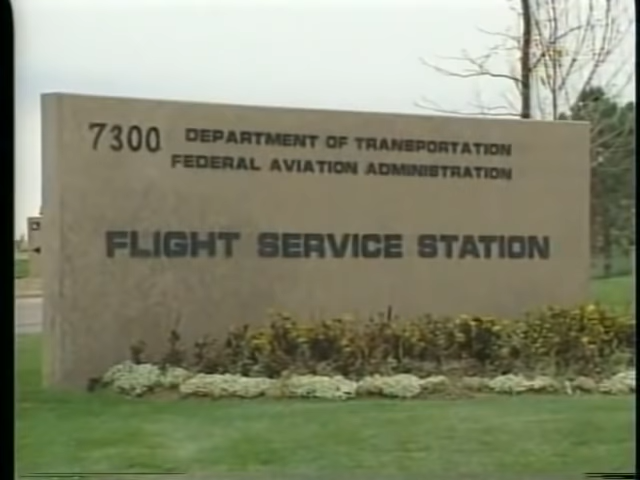 7300 DEPARTMENT OF TRANSPORTATION
FEDERAL AVIATION ADMINISTRATION
FLIGHT SERVICE STATION